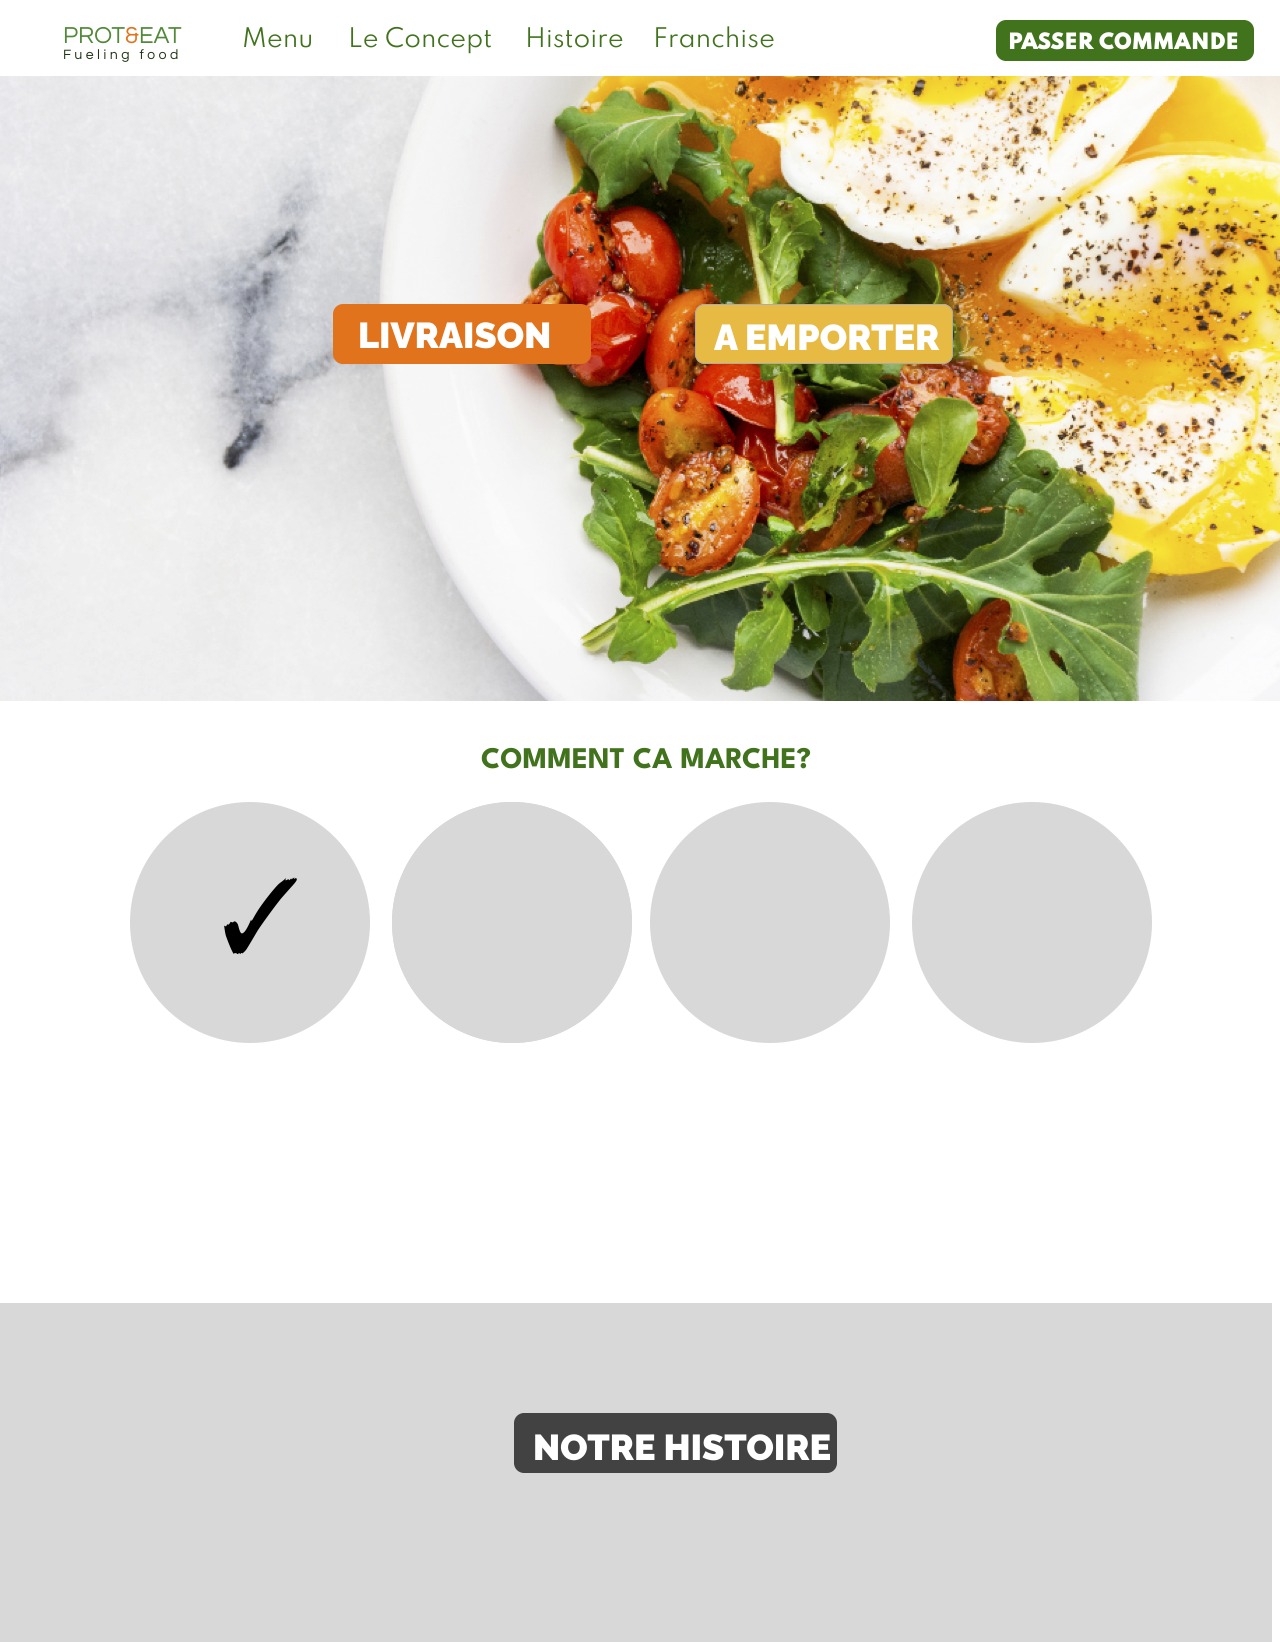 PROT&EAT
Fueling food
Menu Le Concept Histoire Franchise
PASSER COMMANDE
LIVRAISON
A EMPORTER
COMMENT CA MARCHE?
✓
NOTRE HISTOIRE